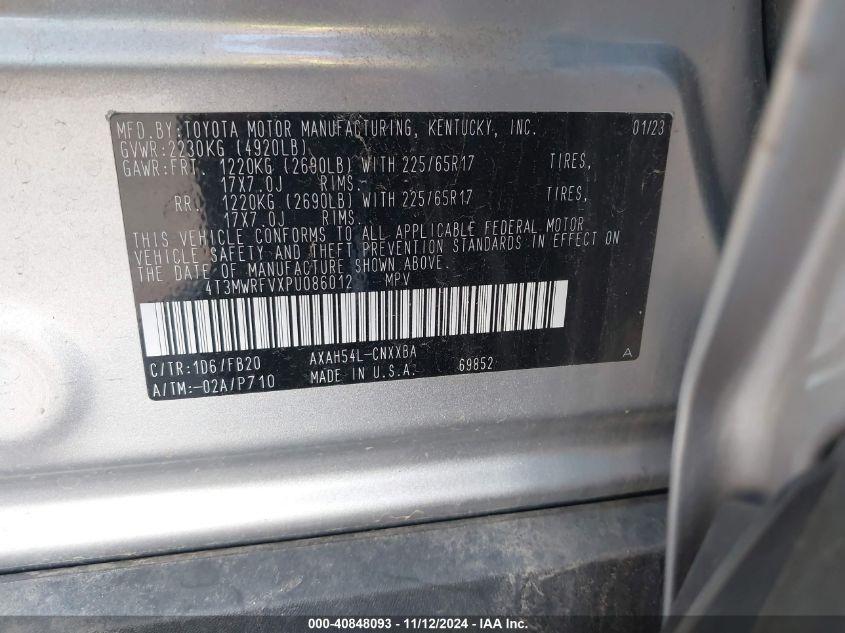 MFD.BY:TOYOTA MOTOR MANUFACTURING, KENTUCKY, INC. 01/23
GVWR:2230KG (4920LB)
GAWR:FRT. 1220KG (2690LB) WITH 225/65R17 TIRES,
17X7.0J RIMS.
RR. 1220KG (2690LB) WITH 225/65R17 TIRES,
17X7.0J RIMS.
THIS VEHICLE CONFORMS TO ALL APPLICABLE FEDERAL MOTOR
VEHICLE SAFETY AND THEFT PREVENTION STANDARDS IN EFFECT ON
THE DATE OF MANUFACTURE SHOWN ABOVE.
4T3MWRFVXPU086012 MPV
C/TR:1D6/FB20 AXAH54L-CNXXBA 69852 A
A/TM:-02A/P710 MADE IN U.S.A.
000-40848093 — 11/12/2024 — IAA Inc.